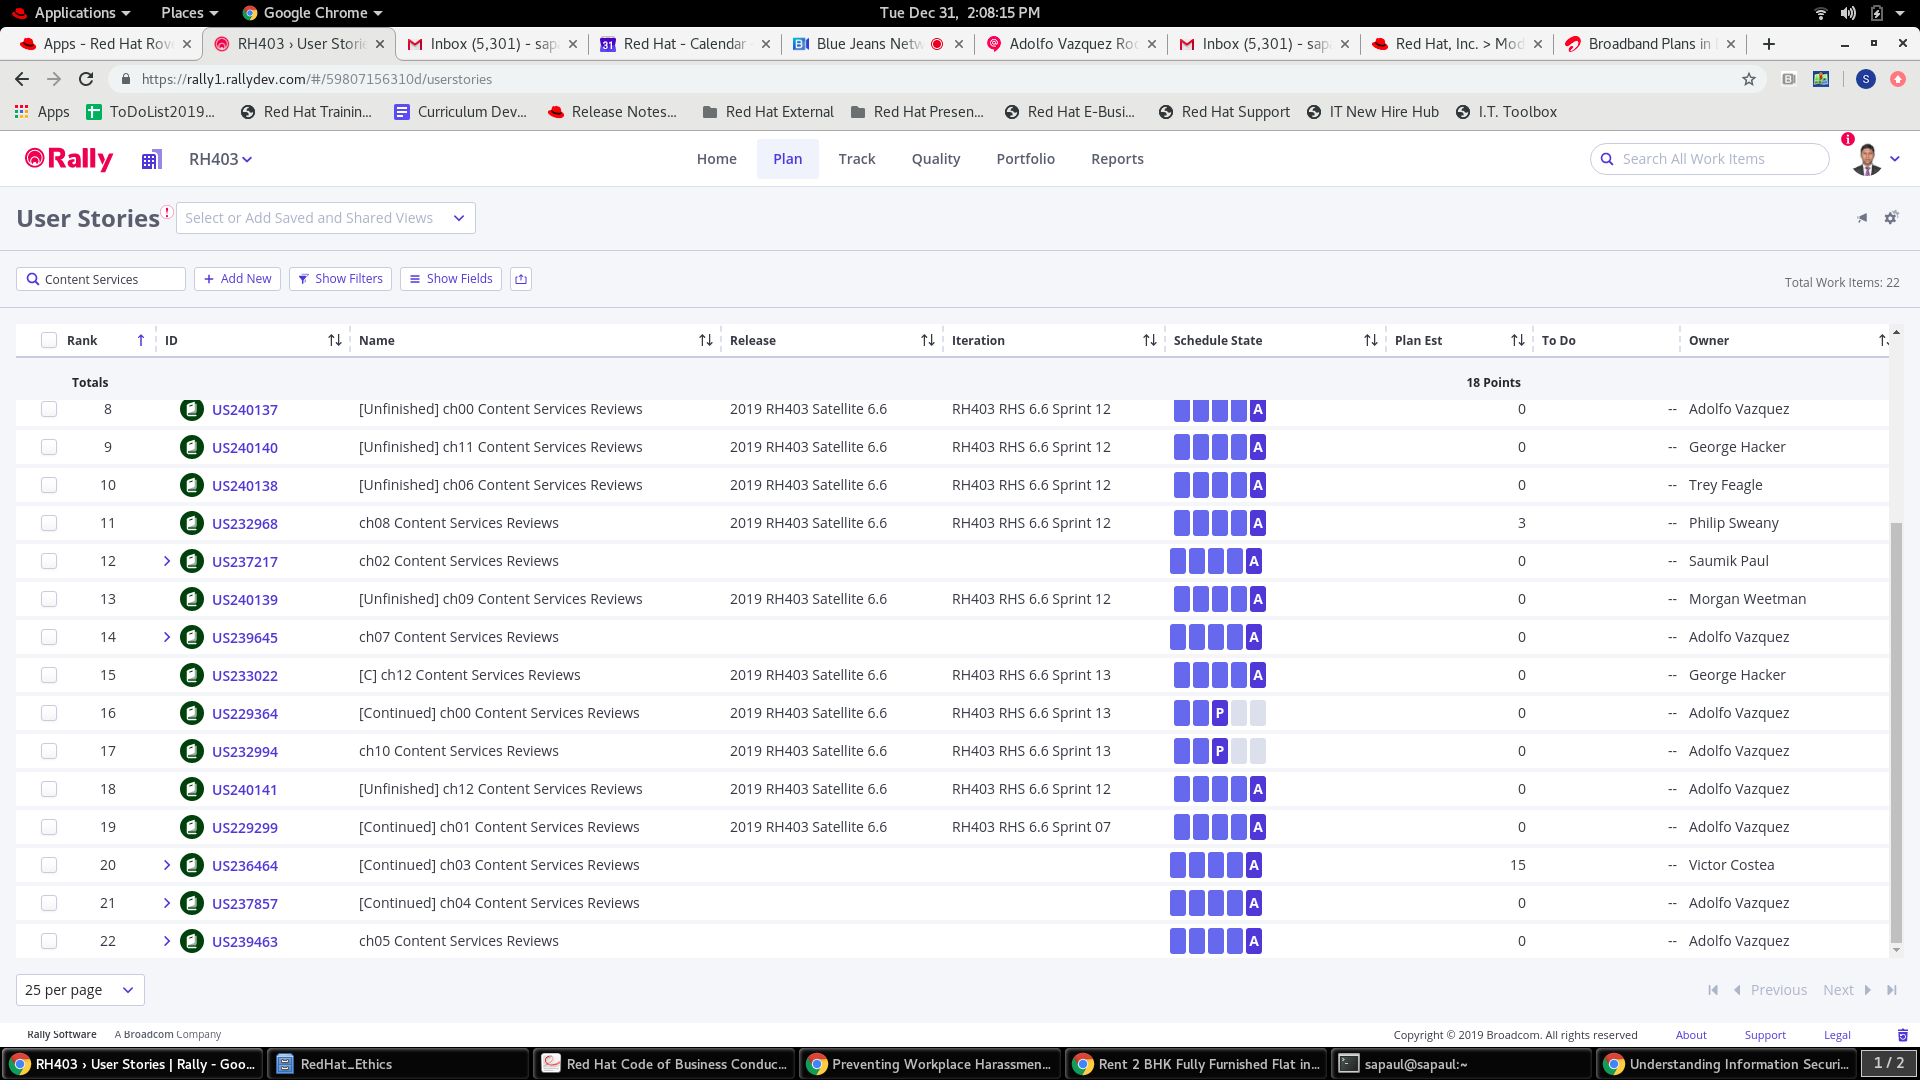 Applications Places Google Chrome Tue Dec 31, 2:08:15 PM
Apps - Red Hat Rov RH403 › User Storie Inbox (5,301) - sap 31 Red Hat - Calendar Blue Jeans Netw Adolfo Vazquez Ro Inbox (5,301) - sap Red Hat, Inc. > Mod Broadband Plans in
https://rally1.rallydev.com/#/59807156310d/userstories S
Apps ToDoList2019... Red Hat Trainin... Curriculum Dev... Release Notes... Red Hat External Red Hat Presen... Red Hat E-Busi... Red Hat Support IT New Hire Hub I.T. Toolbox
Rally RH403 Home Plan Track Quality Portfolio Reports Search All Work Items
User Stories Select or Add Saved and Shared Views
Content Services Add New Show Filters Show Fields Total Work Items: 22
Rank ID Name Release Iteration Schedule State Plan Est To Do Owner
Totals 18 Points
8 US240137 [Unfinished] ch00 Content Services Reviews 2019 RH403 Satellite 6.6 RH403 RHS 6.6 Sprint 12 A 0 -- Adolfo Vazquez
9 US240140 [Unfinished] ch11 Content Services Reviews 2019 RH403 Satellite 6.6 RH403 RHS 6.6 Sprint 12 A 0 -- George Hacker
10 US240138 [Unfinished] ch06 Content Services Reviews 2019 RH403 Satellite 6.6 RH403 RHS 6.6 Sprint 12 A 0 -- Trey Feagle
11 US232968 ch08 Content Services Reviews 2019 RH403 Satellite 6.6 RH403 RHS 6.6 Sprint 12 A 3 -- Philip Sweany
12 US237217 ch02 Content Services Reviews A 0 -- Saumik Paul
13 US240139 [Unfinished] ch09 Content Services Reviews 2019 RH403 Satellite 6.6 RH403 RHS 6.6 Sprint 12 A 0 -- Morgan Weetman
14 US239645 ch07 Content Services Reviews A 0 -- Adolfo Vazquez
15 US233022 [C] ch12 Content Services Reviews 2019 RH403 Satellite 6.6 RH403 RHS 6.6 Sprint 13 A 0 -- George Hacker
16 US229364 [Continued] ch00 Content Services Reviews 2019 RH403 Satellite 6.6 RH403 RHS 6.6 Sprint 13 P 0 -- Adolfo Vazquez
17 US232994 ch10 Content Services Reviews 2019 RH403 Satellite 6.6 RH403 RHS 6.6 Sprint 13 P 0 -- Adolfo Vazquez
18 US240141 [Unfinished] ch12 Content Services Reviews 2019 RH403 Satellite 6.6 RH403 RHS 6.6 Sprint 12 A 0 -- Adolfo Vazquez
19 US229299 [Continued] ch01 Content Services Reviews 2019 RH403 Satellite 6.6 RH403 RHS 6.6 Sprint 07 A 0 -- Adolfo Vazquez
20 US236464 [Continued] ch03 Content Services Reviews A 15 -- Victor Costea
21 US237857 [Continued] ch04 Content Services Reviews A 0 -- Adolfo Vazquez
22 US239463 ch05 Content Services Reviews A 0 -- Adolfo Vazquez
25 per page Previous Next
Rally Software A Broadcom Company Copyright © 2019 Broadcom. All rights reserved About Support Legal
RH403 › User Stories | Rally - Goo... RedHat_Ethics Red Hat Code of Business Conduc... Preventing Workplace Harassmen... Rent 2 BHK Fully Furnished Flat in... sapaul@sapaul:~ Understanding Information Securi... 1 / 2